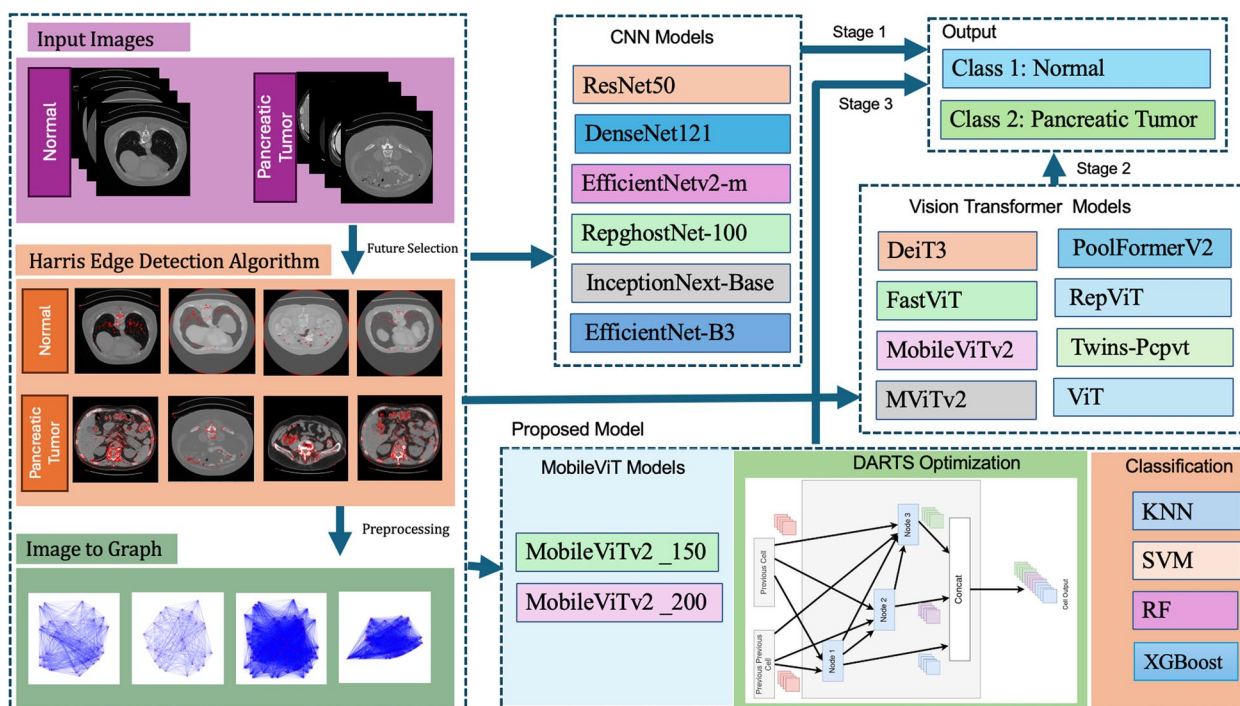 Input Images
Normal
Pancreatic
Tumor
Future Selection
Harris Edge Detection Algorithm
Normal
Pancreatic
Tumor
Preprocessing
Image to Graph
CNN Models
ResNet50
DenseNet121
EfficientNetv2-m
RepghostNet-100
InceptionNext-Base
EfficientNet-B3
Stage 1
Stage 3
Output
Class 1: Normal
Class 2: Pancreatic Tumor
Stage 2
Vision Transformer Models
DeiT3
PoolFormerV2
FastViT
RepViT
MobileViTv2
Twins-Pcpvt
MViTv2
ViT
Proposed Model
MobileViT Models
MobileViTv2 _150
MobileViTv2 _200
DARTS Optimization
Previous Cell
Previous Previous
Cell
Node 1
Node 2
Node 3
Concat
Cell Output
Classification
KNN
SVM
RF
XGBoost